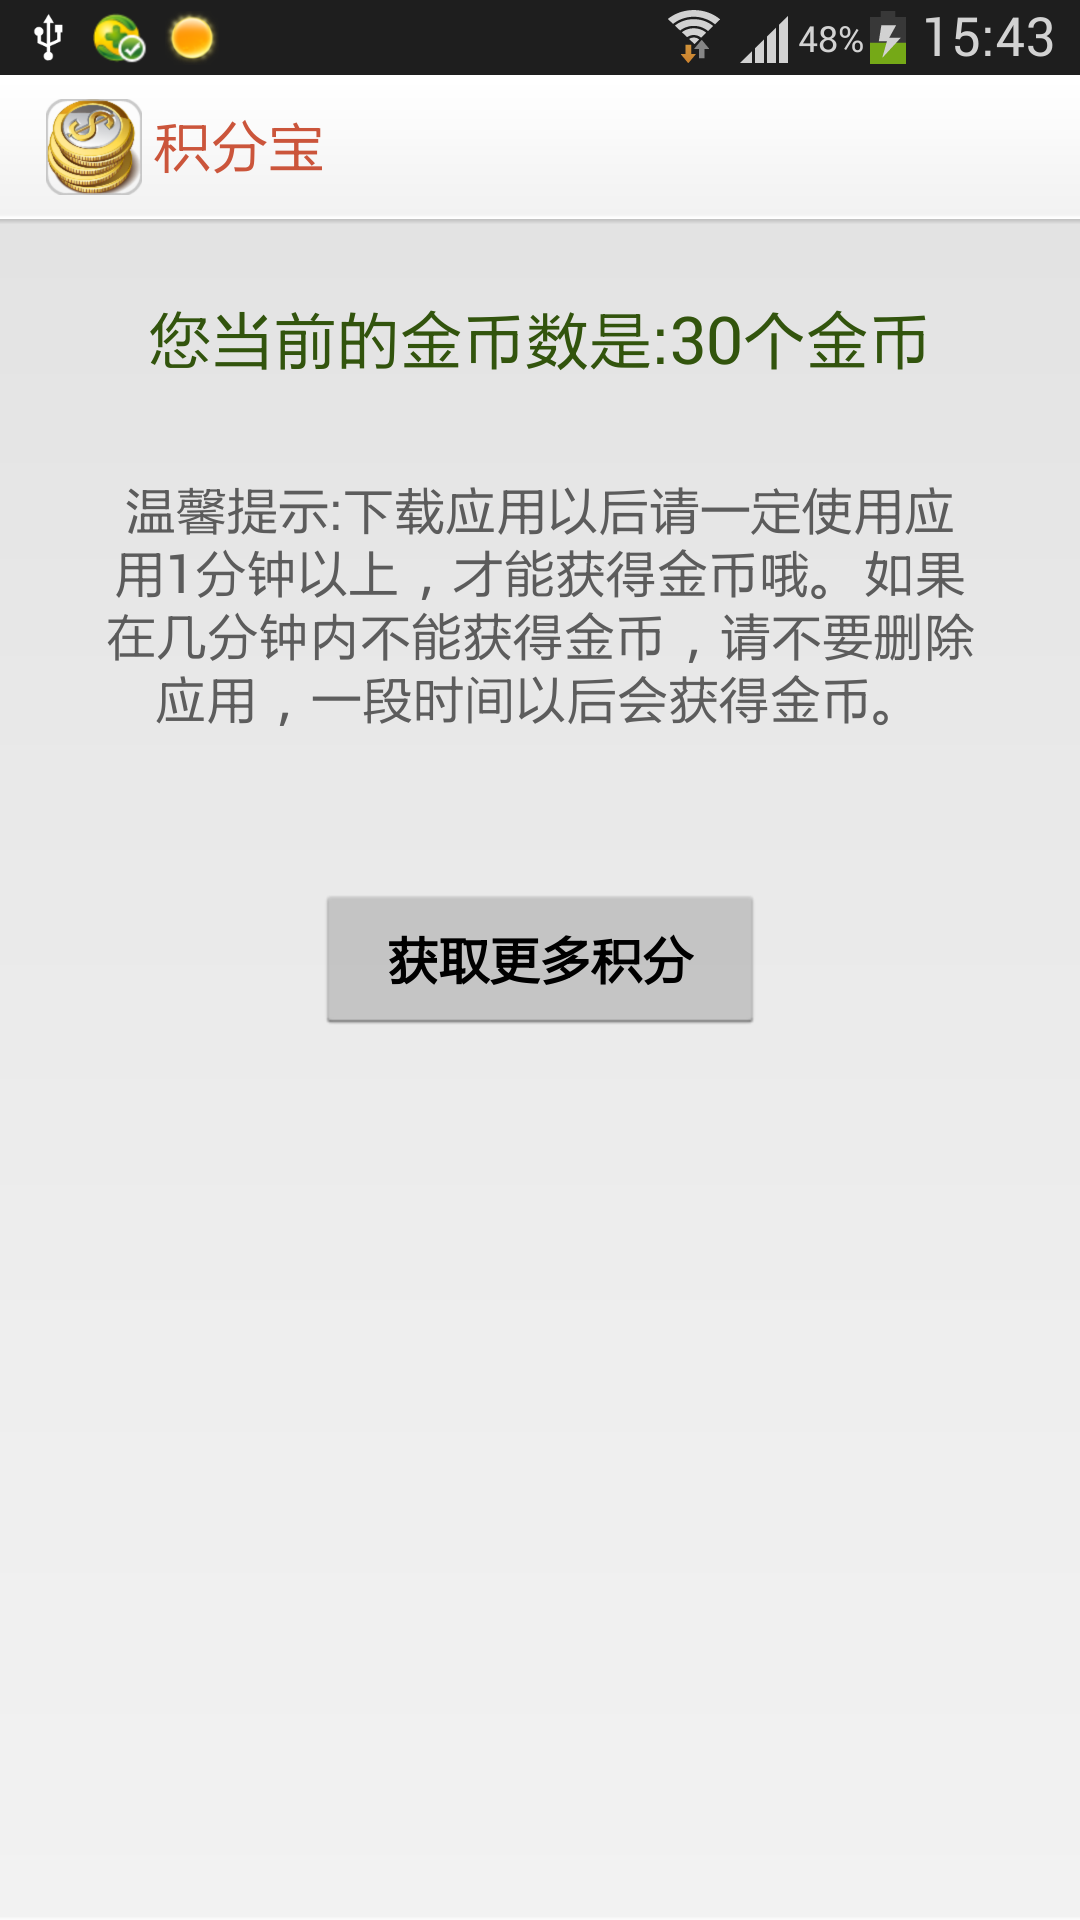 48% 15:43
积分宝
您当前的金币数是:30个金币
温馨提示:下载应用以后请一定使用应
用1分钟以上，才能获得金币哦。如果
在几分钟内不能获得金币，请不要删除
应用，一段时间以后会获得金币。
获取更多积分